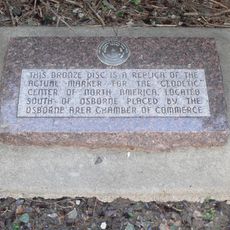 THIS BRONZE DISC IS A REPLICA OF THE
ACTUAL MARKER FOR THE "GEODETIC"
CENTER OF NORTH AMERICA, LOCATED
SOUTH OF OSBORNE PLACED BY THE
OSBORNE AREA CHAMBER OF COMMERCE